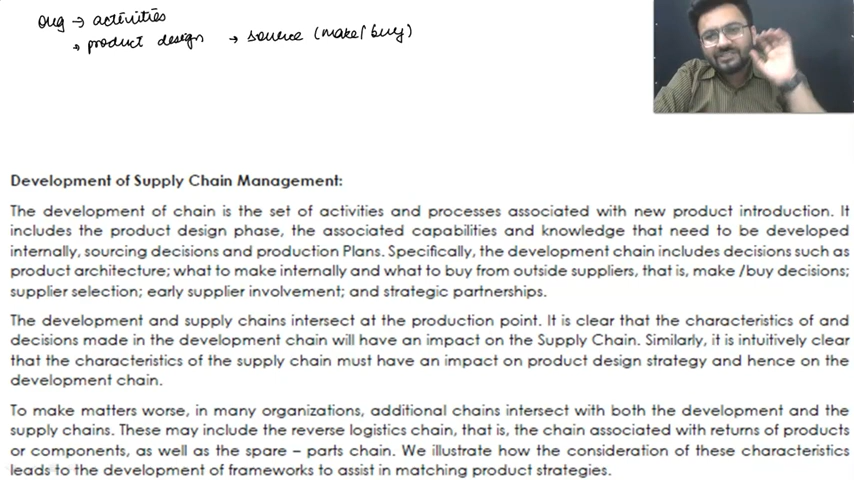 org → activities
→ product design → source (make/buy)
Development of Supply Chain Management:
The development of chain is the set of activities and processes associated with new product introduction. It
includes the product design phase, the associated capabilities and knowledge that need to be developed
internally, sourcing decisions and production Plans. Specifically, the development chain includes decisions such as
product architecture; what to make internally and what to buy from outside suppliers, that is, make /buy decisions;
supplier selection; early supplier involvement; and strategic partnerships.
The development and supply chains intersect at the production point. It is clear that the characteristics of and
decisions made in the development chain will have an impact on the Supply Chain. Similarly, it is intuitively clear
that the characteristics of the supply chain must have an impact on product design strategy and hence on the
development chain.
To make matters worse, in many organizations, additional chains intersect with both the development and the
supply chains. These may include the reverse logistics chain, that is, the chain associated with returns of products
or components, as well as the spare – parts chain. We illustrate how the consideration of these characteristics
leads to the development of frameworks to assist in matching product strategies.